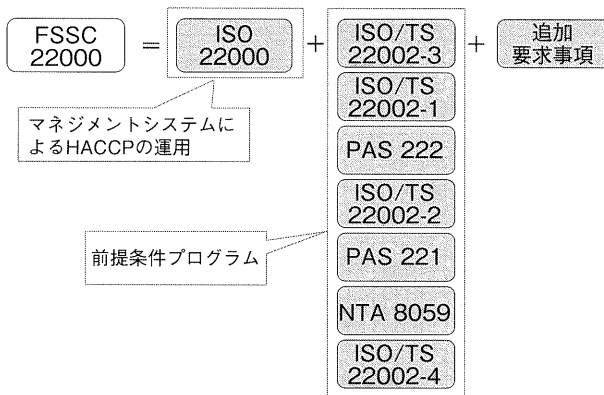 FSSC
22000
=
ISO
22000
+
ISO/TS
22002-3
+
追加
要求事項
ISO/TS
22002-1
マネジメントシステムに
よるHACCPの運用
PAS 222
ISO/TS
22002-2
前提条件プログラム
PAS 221
NTA 8059
ISO/TS
22002-4